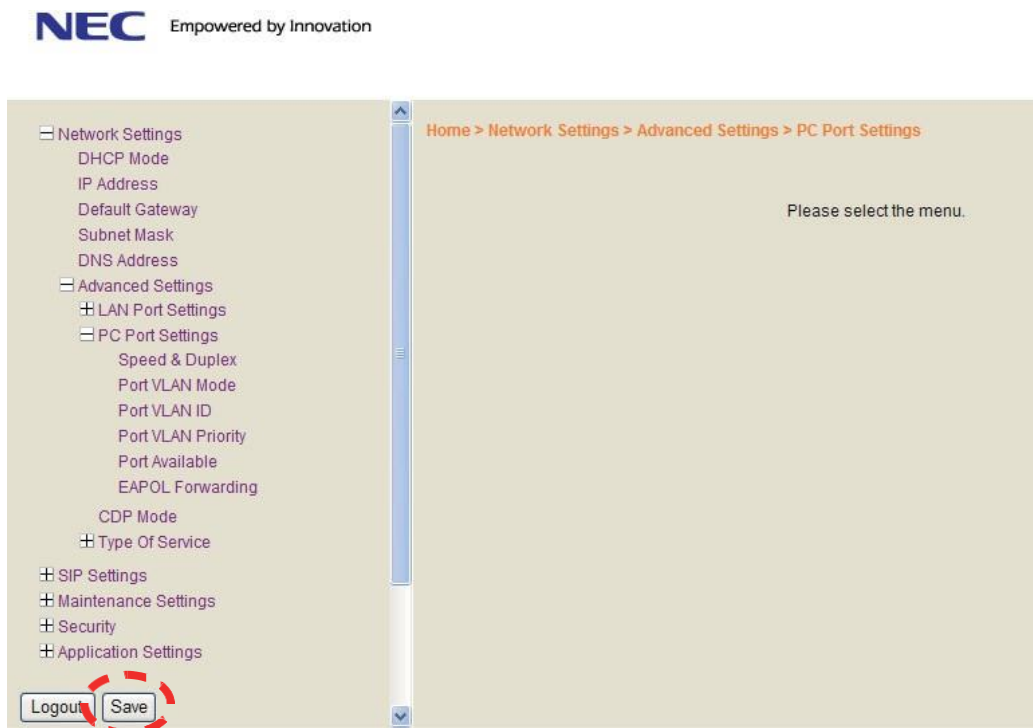 NEC Empowered by Innovation
Home > Network Settings > Advanced Settings > PC Port Settings
Please select the menu.
Network Settings
DHCP Mode
IP Address
Default Gateway
Subnet Mask
DNS Address
Advanced Settings
LAN Port Settings
PC Port Settings
Speed & Duplex
Port VLAN Mode
Port VLAN ID
Port VLAN Priority
Port Available
EAPOL Forwarding
CDP Mode
Type Of Service
SIP Settings
Maintenance Settings
Security
Application Settings
Logout Save